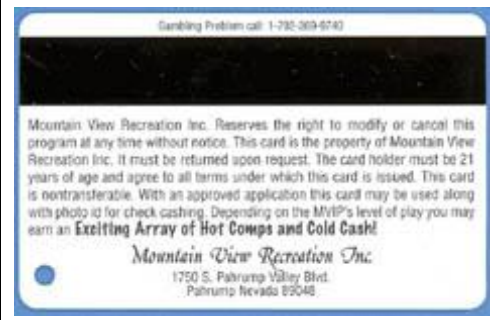 Gambling Problem call: 1-702-369-9740
Mountain View Recreation Inc. Reserves the right to modify or cancel this
program at any time without notice. This card is the property of Mountain View
Recreation Inc. It must be returned upon request. The card holder must be 21
years of age and agree to all terms under which this card is issued. This card
is nontransferable. With an approved application this card may be used along
with photo id for check cashing. Depending on the MVIP's level of play you may
earn an Exciting Array of Hot Comps and Cold Cash!
Mountain View Recreation Inc.
1750 S. Pahrump Valley Blvd.
Pahrump Nevada 89048